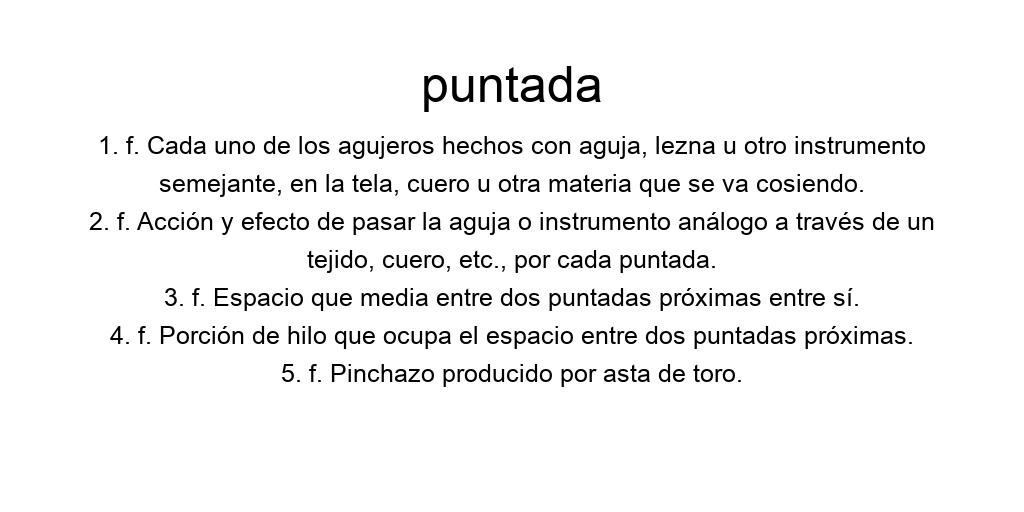 puntada
1. f. Cada uno de los agujeros hechos con aguja, lezna u otro instrumento
semejante, en la tela, cuero u otra materia que se va cosiendo.
2. f. Acción y efecto de pasar la aguja o instrumento análogo a través de un
tejido, cuero, etc., por cada puntada.
3. f. Espacio que media entre dos puntadas próximas entre sí.
4. f. Porción de hilo que ocupa el espacio entre dos puntadas próximas.
5. f. Pinchazo producido por asta de toro.